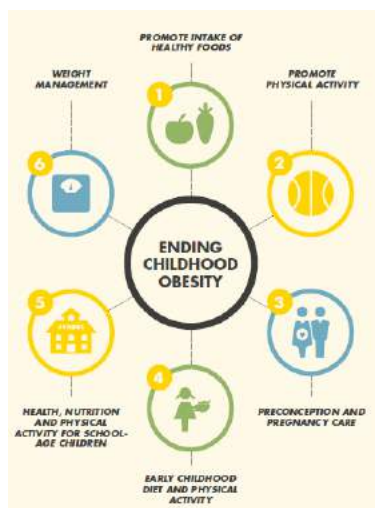 PROMOTE INTAKE OF
HEALTHY FOODS
1
PROMOTE
PHYSICAL ACTIVITY
2
PRECONCEPTION AND
PREGNANCY CARE
3
EARLY CHILDHOOD
DIET AND PHYSICAL
ACTIVITY
4
HEALTH, NUTRITION
AND PHYSICAL
ACTIVITY FOR SCHOOL-
AGE CHILDREN
5
WEIGHT
MANAGEMENT
6
ENDING
CHILDHOOD
OBESITY